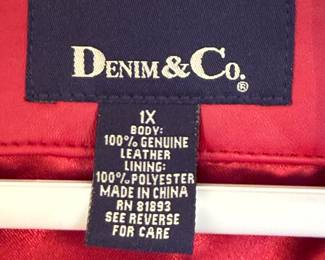 DENIM & CO.®
1X
BODY:
100% GENUINE
LEATHER
LINING:
100% POLYESTER
MADE IN CHINA
RN 81893
SEE REVERSE
FOR CARE